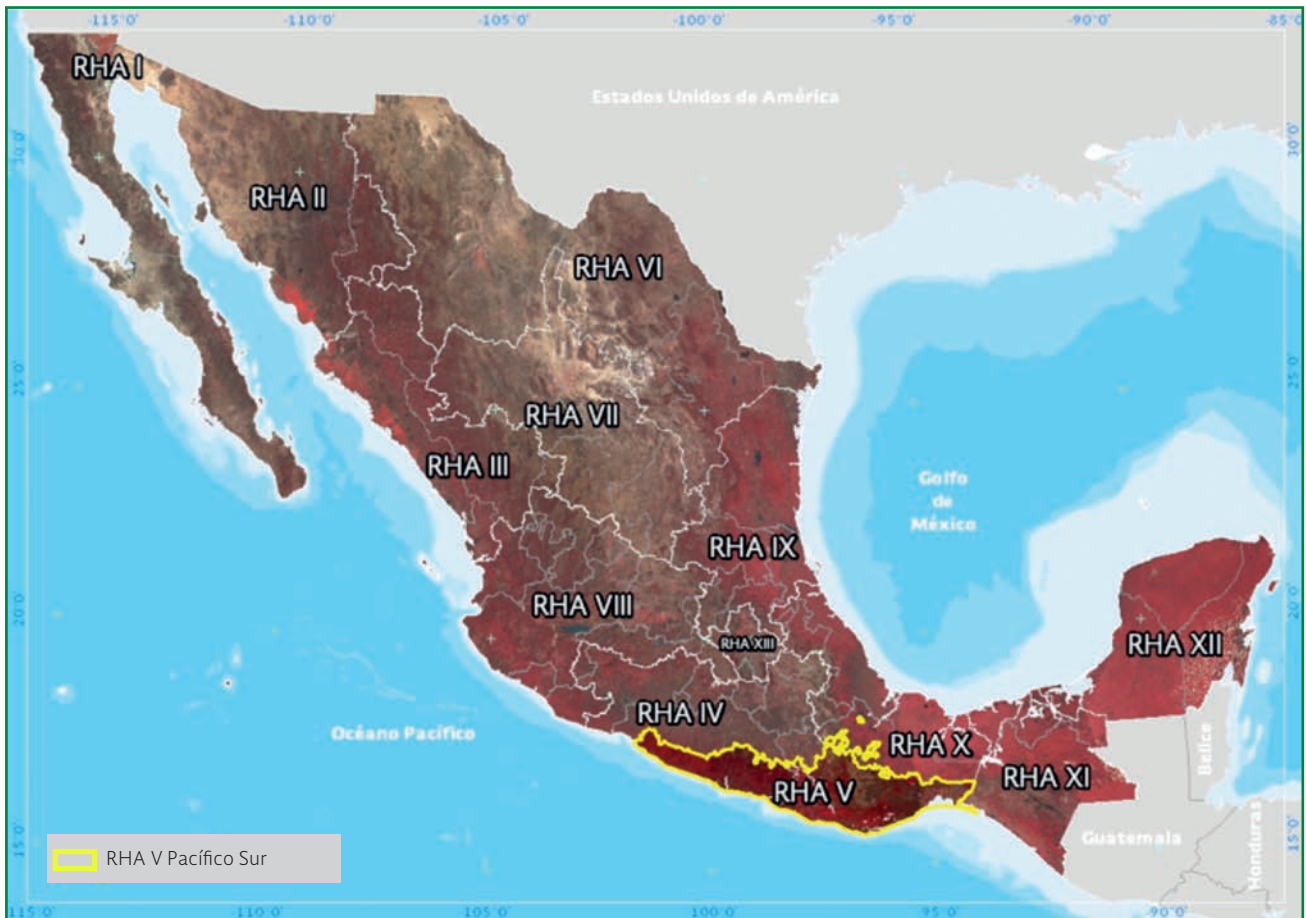 -115°0'
-110°0'
-105°0'
-100°0'
-95°0'
-90°0'
-85°0'
RHA I
Estados Unidos de América
30°0'
30°0'
RHA II
RHA VI
25°0'
25°0'
RHA VII
RHA III
Golfo
de
México
RHA IX
20°0'
20°0'
RHA VIII
RHA XIII
RHA XII
RHA IV
Océano Pacífico
RHA X
Belice
RHA XI
RHA V
15°0'
15°0'
Guatemala
Honduras
RHA V Pacífico Sur
115°0'
-110°0'
-105°0'
-100°0'
-95°0'
-90°0'